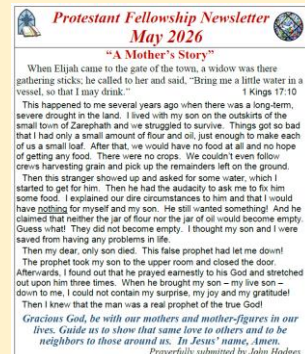 Protestant Fellowship Newsletter
May 2026
“A Mother's Story”
When Elijah came to the gate of the town, a widow was there
gathering sticks; he called to her and said, “Bring me a little water in a
vessel, so that I may drink.” 1 Kings 17:10
This happened to me several years ago when there was a long-term,
severe drought in the land. I lived with my son on the outskirts of the
small town of Zarephath and we struggled to survive. Things got so bad
that I had only a small amount of flour and oil, just enough to make each
of us a small loaf. After that, we would have no food at all and no hope
of getting any food. There were no crops. We couldn't even follow
crews harvesting grain and pick up the remainders left on the ground.
Then this stranger showed up and asked for some water, which I
started to get for him. Then he had the audacity to ask me to fix him
some food. I explained our dire circumstances to him and that I would
have nothing for myself and my son. He still wanted something! And he
claimed that neither the jar of flour nor the jar of oil would become empty.
Guess what! They did not become empty. I thought my son and I were
saved from having any problems in life.
Then my dear, only son died. This false prophet had let me down!
The prophet took my son to the upper room and closed the door.
Afterwards, I found out that he prayed earnestly to his God and stretched
out upon him three times. When he brought my son – my live son –
down to me, I could not contain my surprise, my joy and my gratitude!
Then I knew that the man was a real prophet of the true God!
Gracious God, be with our mothers and mother-figures in our
lives. Guide us to show that same love to others and to be
neighbors to those around us. In Jesus' name, Amen.
Prayerfully submitted by John Hodges